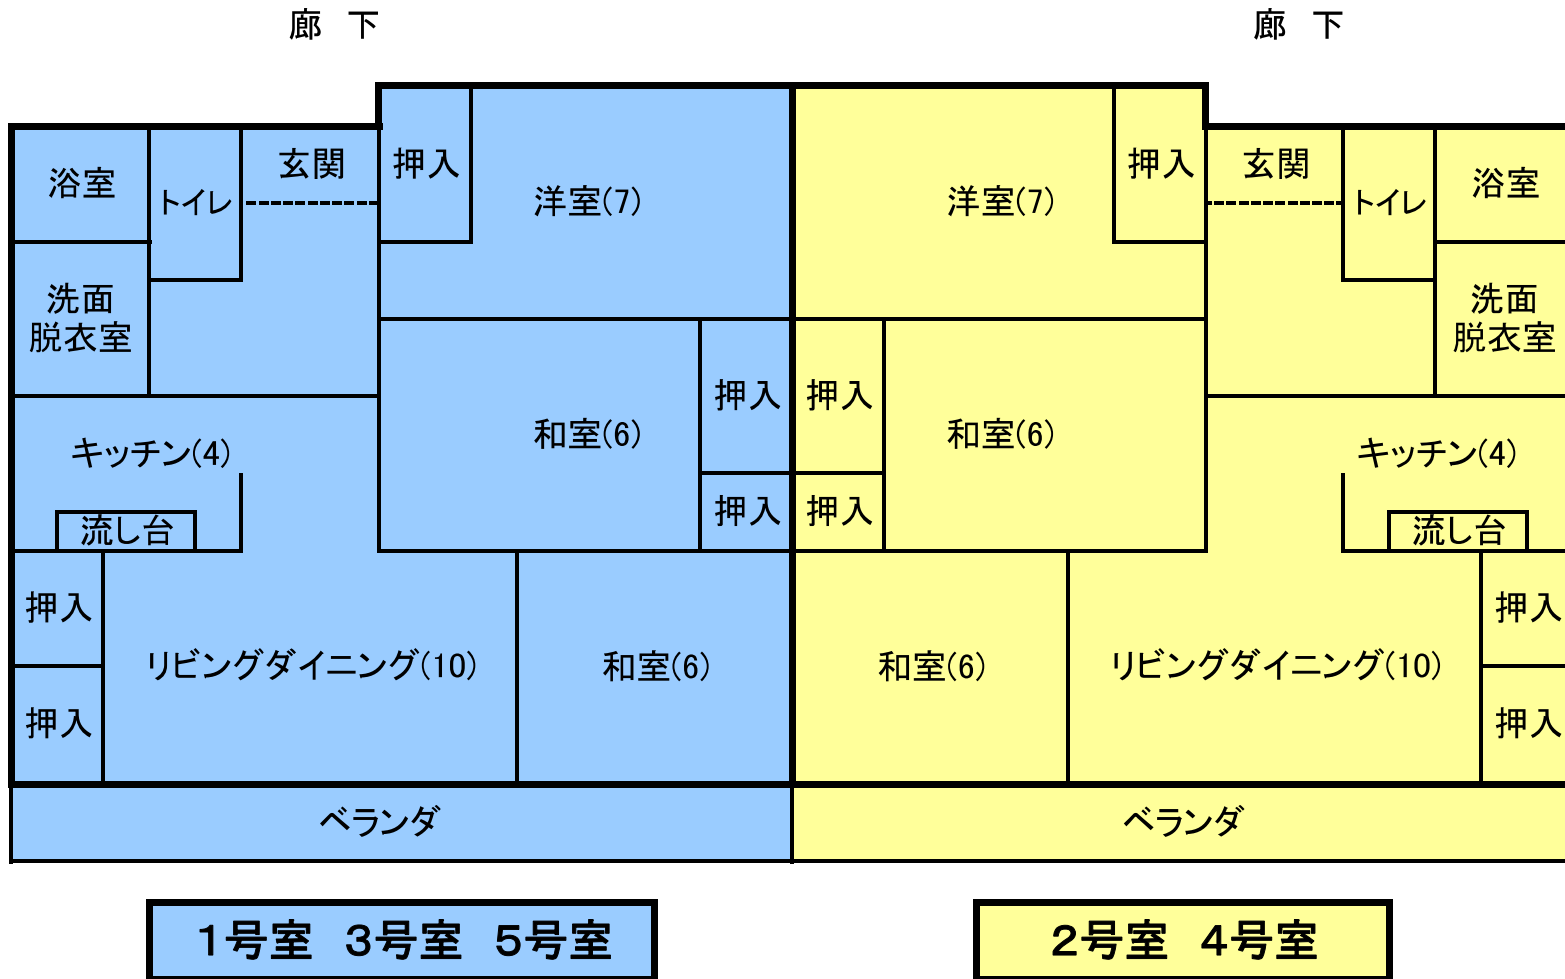 廊　下
廊　下
浴室
トイレ
玄関
押入
洋室(7)
洋室(7)
押入
玄関
トイレ
浴室
洗面
脱衣室
洗面
脱衣室
和室(6)
押入
押入
和室(6)
キッチン(4)
キッチン(4)
押入
押入
流し台
流し台
押入
リビングダイニング(10)
和室(6)
和室(6)
リビングダイニング(10)
押入
押入
押入
ベランダ
ベランダ
1号室　3号室　5号室
2号室　4号室